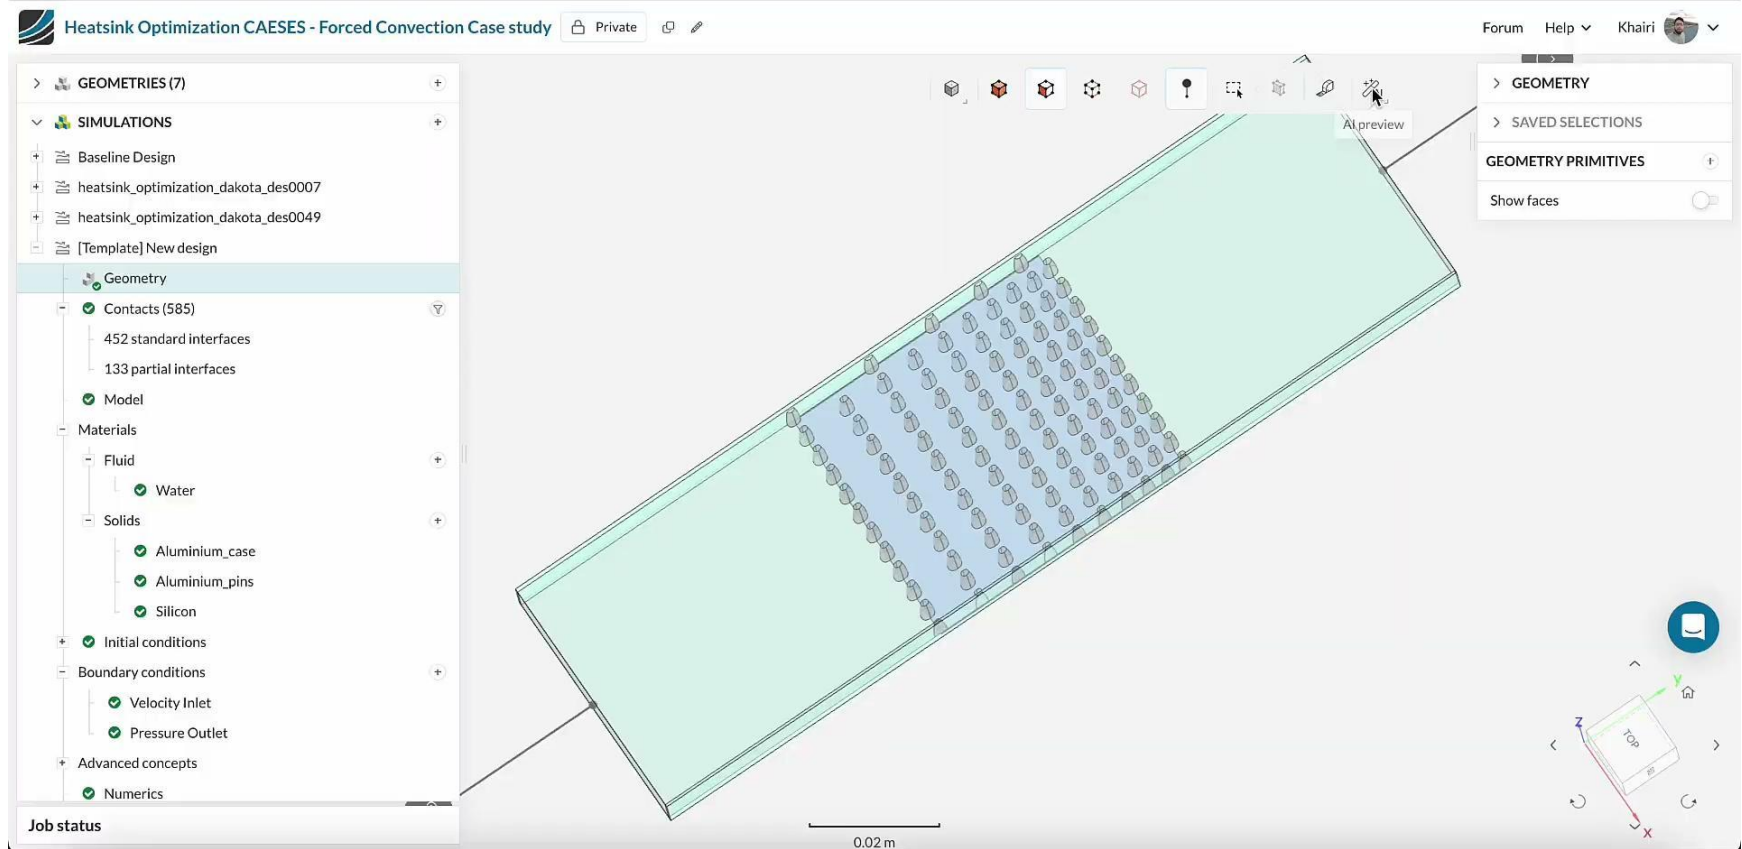 Heatsink Optimization CAESES - Forced Convection Case study
Private
Forum
Help
Khairi
GEOMETRIES (7)
SIMULATIONS
Baseline Design
heatsink_optimization_dakota_des0007
heatsink_optimization_dakota_des0049
[Template] New design
Geometry
Contacts (585)
452 standard interfaces
133 partial interfaces
Model
Materials
Fluid
Water
Solids
Aluminium_case
Aluminium_pins
Silicon
Initial conditions
Boundary conditions
Velocity Inlet
Pressure Outlet
Advanced concepts
Numerics
Job status
AI preview
0.02 m
GEOMETRY
SAVED SELECTIONS
GEOMETRY PRIMITIVES
Show faces
y
Z
TOP
X